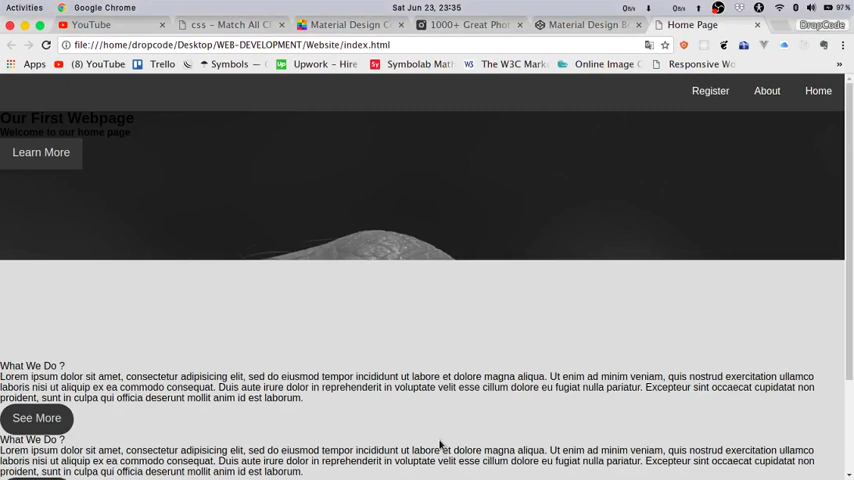 Activities Google Chrome Sat Jun 23, 23:35 0n/s 0n/s 97%
YouTube css - Match All C Material Design C 1000+ Great Phot Material Design B Home Page DropCode
file:///home/dropcode/Desktop/WEB-DEVELOPMENT/Website/index.html
Apps (8) YouTube Trello Symbols — Up Upwork - Hire Sy Symbolab Mat W3S The W3C Mark Online Image C Responsive Wo »
Register About Home
Our First Webpage
Welcome to our home page
Learn More
What We Do ?
Lorem ipsum dolor sit amet, consectetur adipisicing elit, sed do eiusmod tempor incididunt ut labore et dolore magna aliqua. Ut enim ad minim veniam, quis nostrud exercitation ullamco
laboris nisi ut aliquip ex ea commodo consequat. Duis aute irure dolor in reprehenderit in voluptate velit esse cillum dolore eu fugiat nulla pariatur. Excepteur sint occaecat cupidatat non
proident, sunt in culpa qui officia deserunt mollit anim id est laborum.
See More
What We Do ?
Lorem ipsum dolor sit amet, consectetur adipisicing elit, sed do eiusmod tempor incididunt ut labore et dolore magna aliqua. Ut enim ad minim veniam, quis nostrud exercitation ullamco
laboris nisi ut aliquip ex ea commodo consequat. Duis aute irure dolor in reprehenderit in voluptate velit esse cillum dolore eu fugiat nulla pariatur. Excepteur sint occaecat cupidatat non
proident, sunt in culpa qui officia deserunt mollit anim id est laborum.